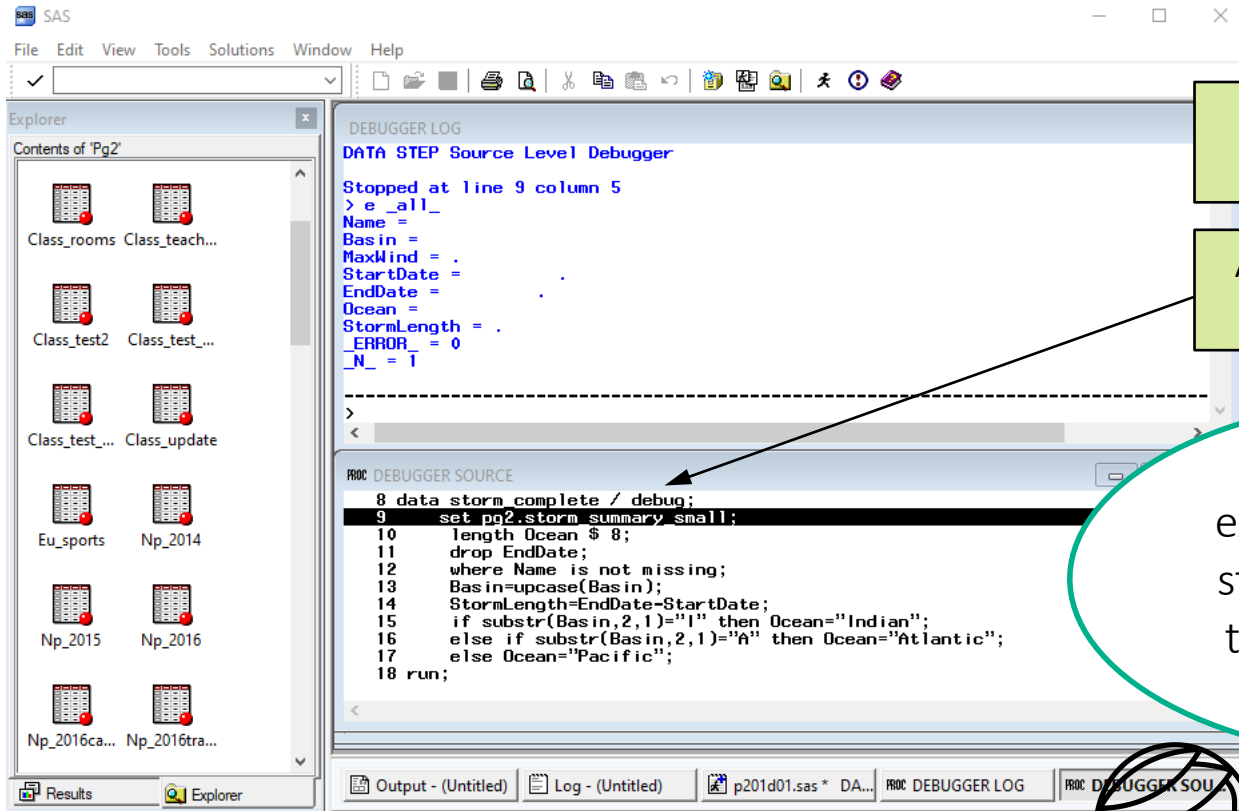 sas SAS
File Edit View Tools Solutions Window Help
Explorer
Contents of 'Pg2'
Class_rooms Class_teach...
Class_test2 Class_test_...
Class_test_... Class_update
Eu_sports Np_2014
Np_2015 Np_2016
Np_2016ca... Np_2016tra...
Results Explorer
DEBUGGER LOG
DATA STEP Source Level Debugger
Stopped at line 9 column 5
> e _all_
Name =
Basin =
MaxWind = .
StartDate = .
EndDate = .
Ocean =
StormLength = .
_ERROR_ = 0
_N_ = 1
>
PROC DEBUGGER SOURCE
8 data storm_complete / debug;
9 set pg2.storm_summary_small;
10 length Ocean $ 8;
11 drop EndDate;
12 where Name is not missing;
13 Basin=upcase(Basin);
14 StormLength=EndDate-StartDate;
15 if substr(Basin,2,1)="I" then Ocean="Indian";
16 else if substr(Basin,2,1)="A" then Ocean="Atlantic";
17 else Ocean="Pacific";
18 run;
Output - (Untitled) Log - (Untitled) p201d01.sas * DA... PROC DEBUGGER LOG PROC DEBUGGER SOU...